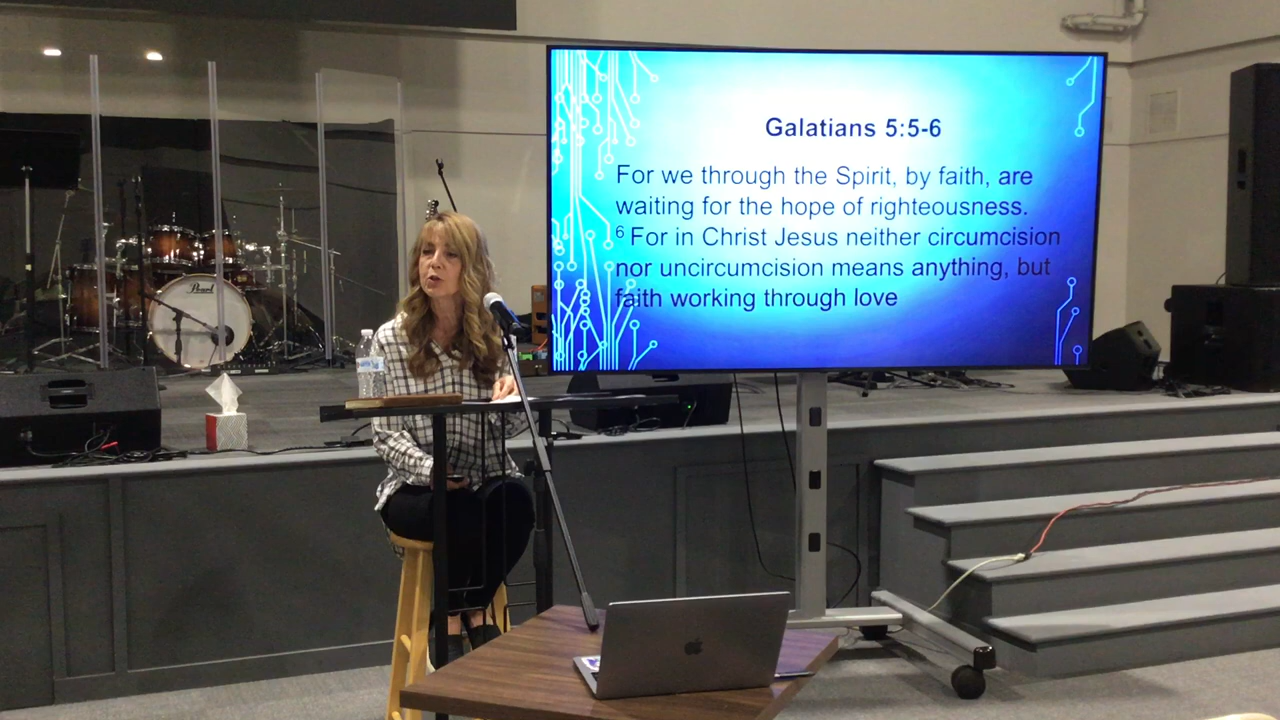 Galatians 5:5-6
For we through the Spirit, by faith, are
waiting for the hope of righteousness.
6 For in Christ Jesus neither circumcision
nor uncircumcision means anything, but
faith working through love
Pearl